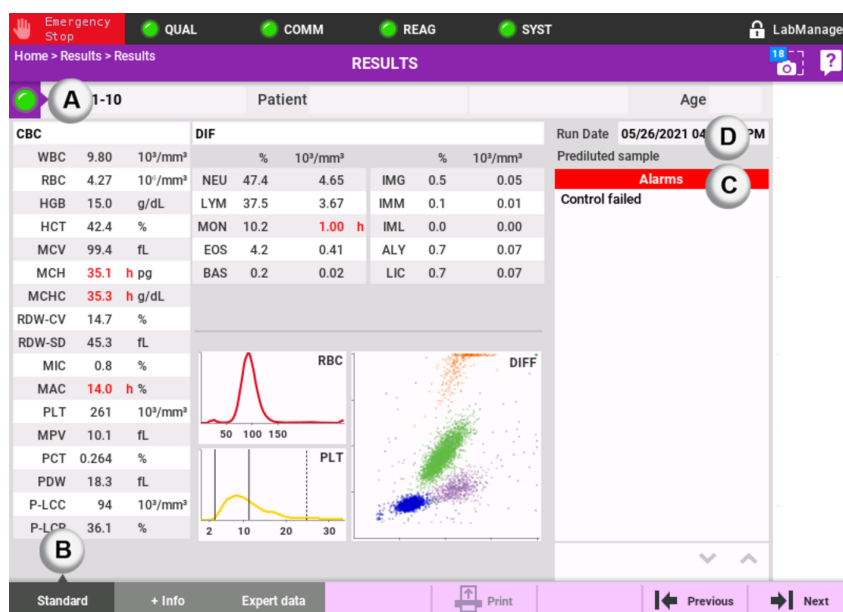 Emergency Stop QUAL COMM REAG SYST LabManage
Home > Results > Results RESULTS 18 ?
A 1-10 Patient Age
CBC DIF Run Date 05/26/2021 04 D PM
WBC 9.80 10³/mm³ % 10³/mm³ % 10³/mm³ Prediluted sample
RBC 4.27 10⁶/mm³ NEU 47.4 4.65 IMG 0.5 0.05 Alarms C
HGB 15.0 g/dL LYM 37.5 3.67 IMM 0.1 0.01 Control failed
HCT 42.4 % MON 10.2 1.00 h IML 0.0 0.00
MCV 99.4 fL EOS 4.2 0.41 ALY 0.7 0.07
MCH 35.1 h pg BAS 0.2 0.02 LIC 0.7 0.07
MCHC 35.3 h g/dL
RDW-CV 14.7 %
RDW-SD 45.3 fL
MIC 0.8 % RBC DIFF
MAC 14.0 h %
PLT 261 10³/mm³
MPV 10.1 fL 50 100 150
PCT 0.264 % PLT
PDW 18.3 fL
P-LCC 94 10³/mm³
P-LCR 36.1 % 2 10 20 30
B
Standard + Info Expert data Print Previous Next